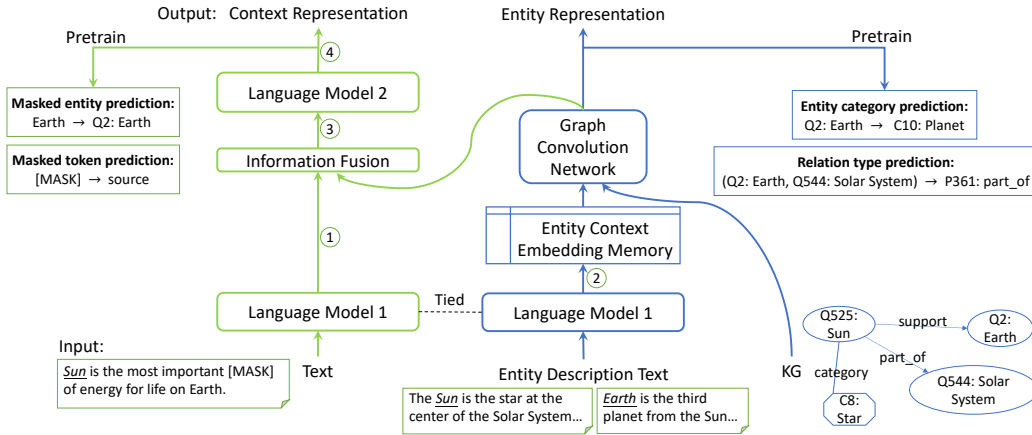 Output: Context Representation
Entity Representation
Pretrain
Pretrain
4
Masked entity prediction:
Earth → Q2: Earth
Masked token prediction:
[MASK] → source
Language Model 2
3
Information Fusion
1
Graph
Convolution
Network
Entity category prediction:
Q2: Earth → C10: Planet
Relation type prediction:
(Q2: Earth, Q544: Solar System) → P361: part_of
Entity Context
Embedding Memory
2
Language Model 1
Tied
Language Model 1
Input:
Sun is the most important [MASK]
of energy for life on Earth.
Text
Entity Description Text
The Sun is the star at the
center of the Solar System...
Earth is the third
planet from the Sun...
KG
Q525:
Sun
support
Q2:
Earth
part_of
category
Q544: Solar
System
C8:
Star